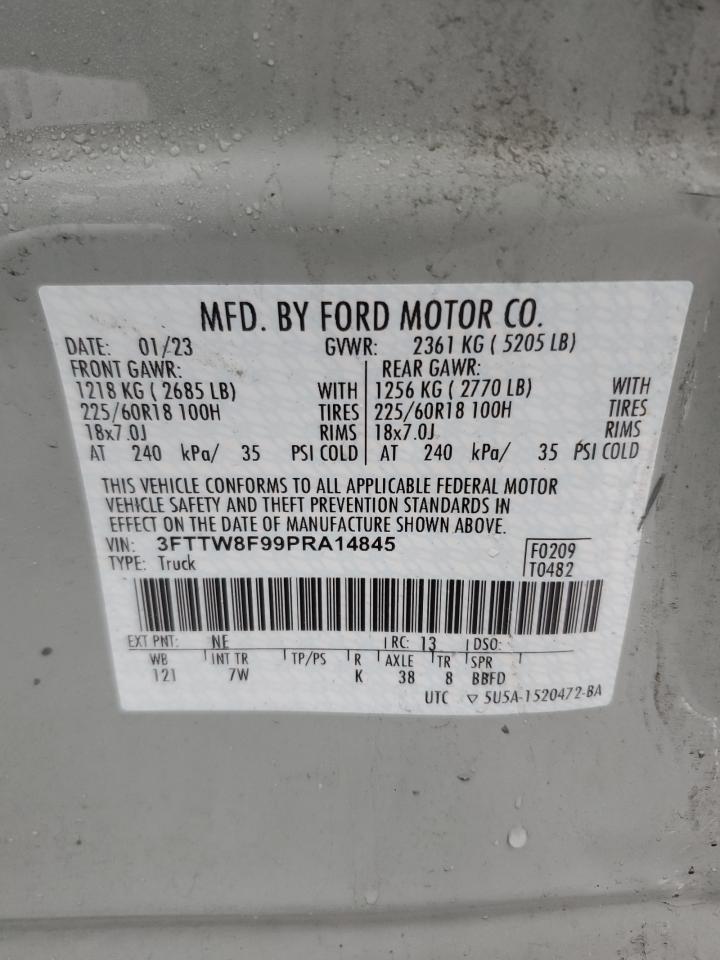 MFD. BY FORD MOTOR CO.
DATE: 01/23 GVWR: 2361 KG ( 5205 LB)
FRONT GAWR: REAR GAWR:
1218 KG ( 2685 LB) WITH 1256 KG ( 2770 LB) WITH
225/60R18 100H TIRES 225/60R18 100H TIRES
18x7.0J RIMS 18x7.0J RIMS
AT 240 kPa/ 35 PSI COLD AT 240 kPa/ 35 PSI COLD
THIS VEHICLE CONFORMS TO ALL APPLICABLE FEDERAL MOTOR
VEHICLE SAFETY AND THEFT PREVENTION STANDARDS IN
EFFECT ON THE DATE OF MANUFACTURE SHOWN ABOVE.
VIN: 3FTTW8F99PRA14845 F0209
TYPE: Truck T0482
EXT PNT: NE RC: 13 DSO:
WB INT TR TP/PS R AXLE TR SPR
121 7W K 38 8 BBFD
UTC ▽ 5U5A-1520472-BA